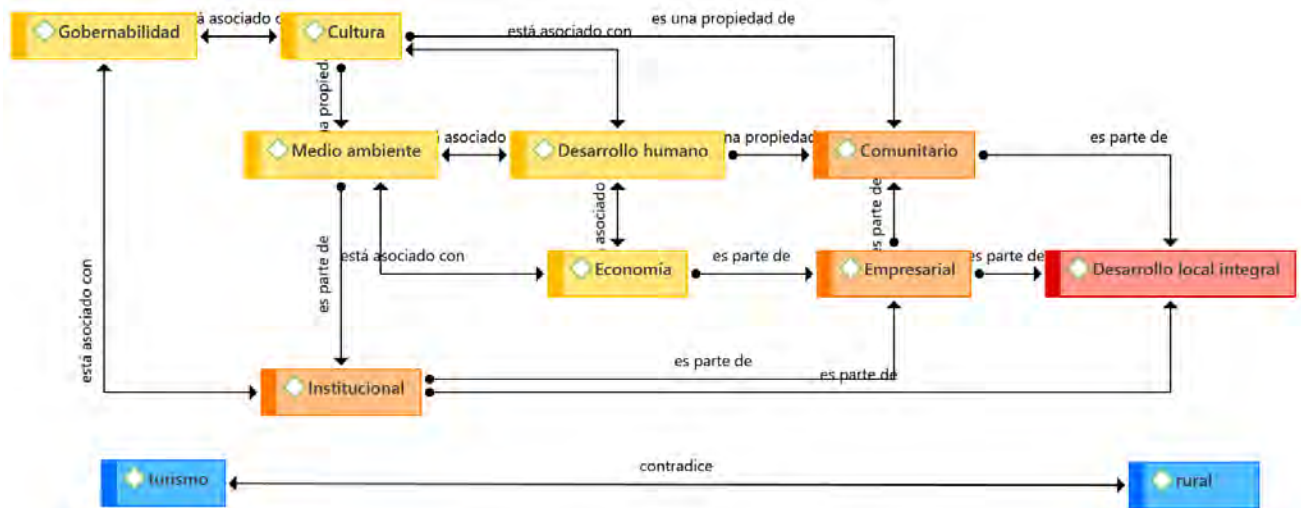 es una propiedad de
Gobernabilidad
á asociado c
Cultura
está asociado con
na propied
Medio ambiente
asociado
Desarrollo humano
na propiedad
Comunitario
es parte de
está asociado con
es parte de
está asociado con
asociado
Economía
es parte de
es parte de
Empresarial
es parte de
Desarrollo local integral
Institucional
es parte de
es parte de
turismo
contradice
rural